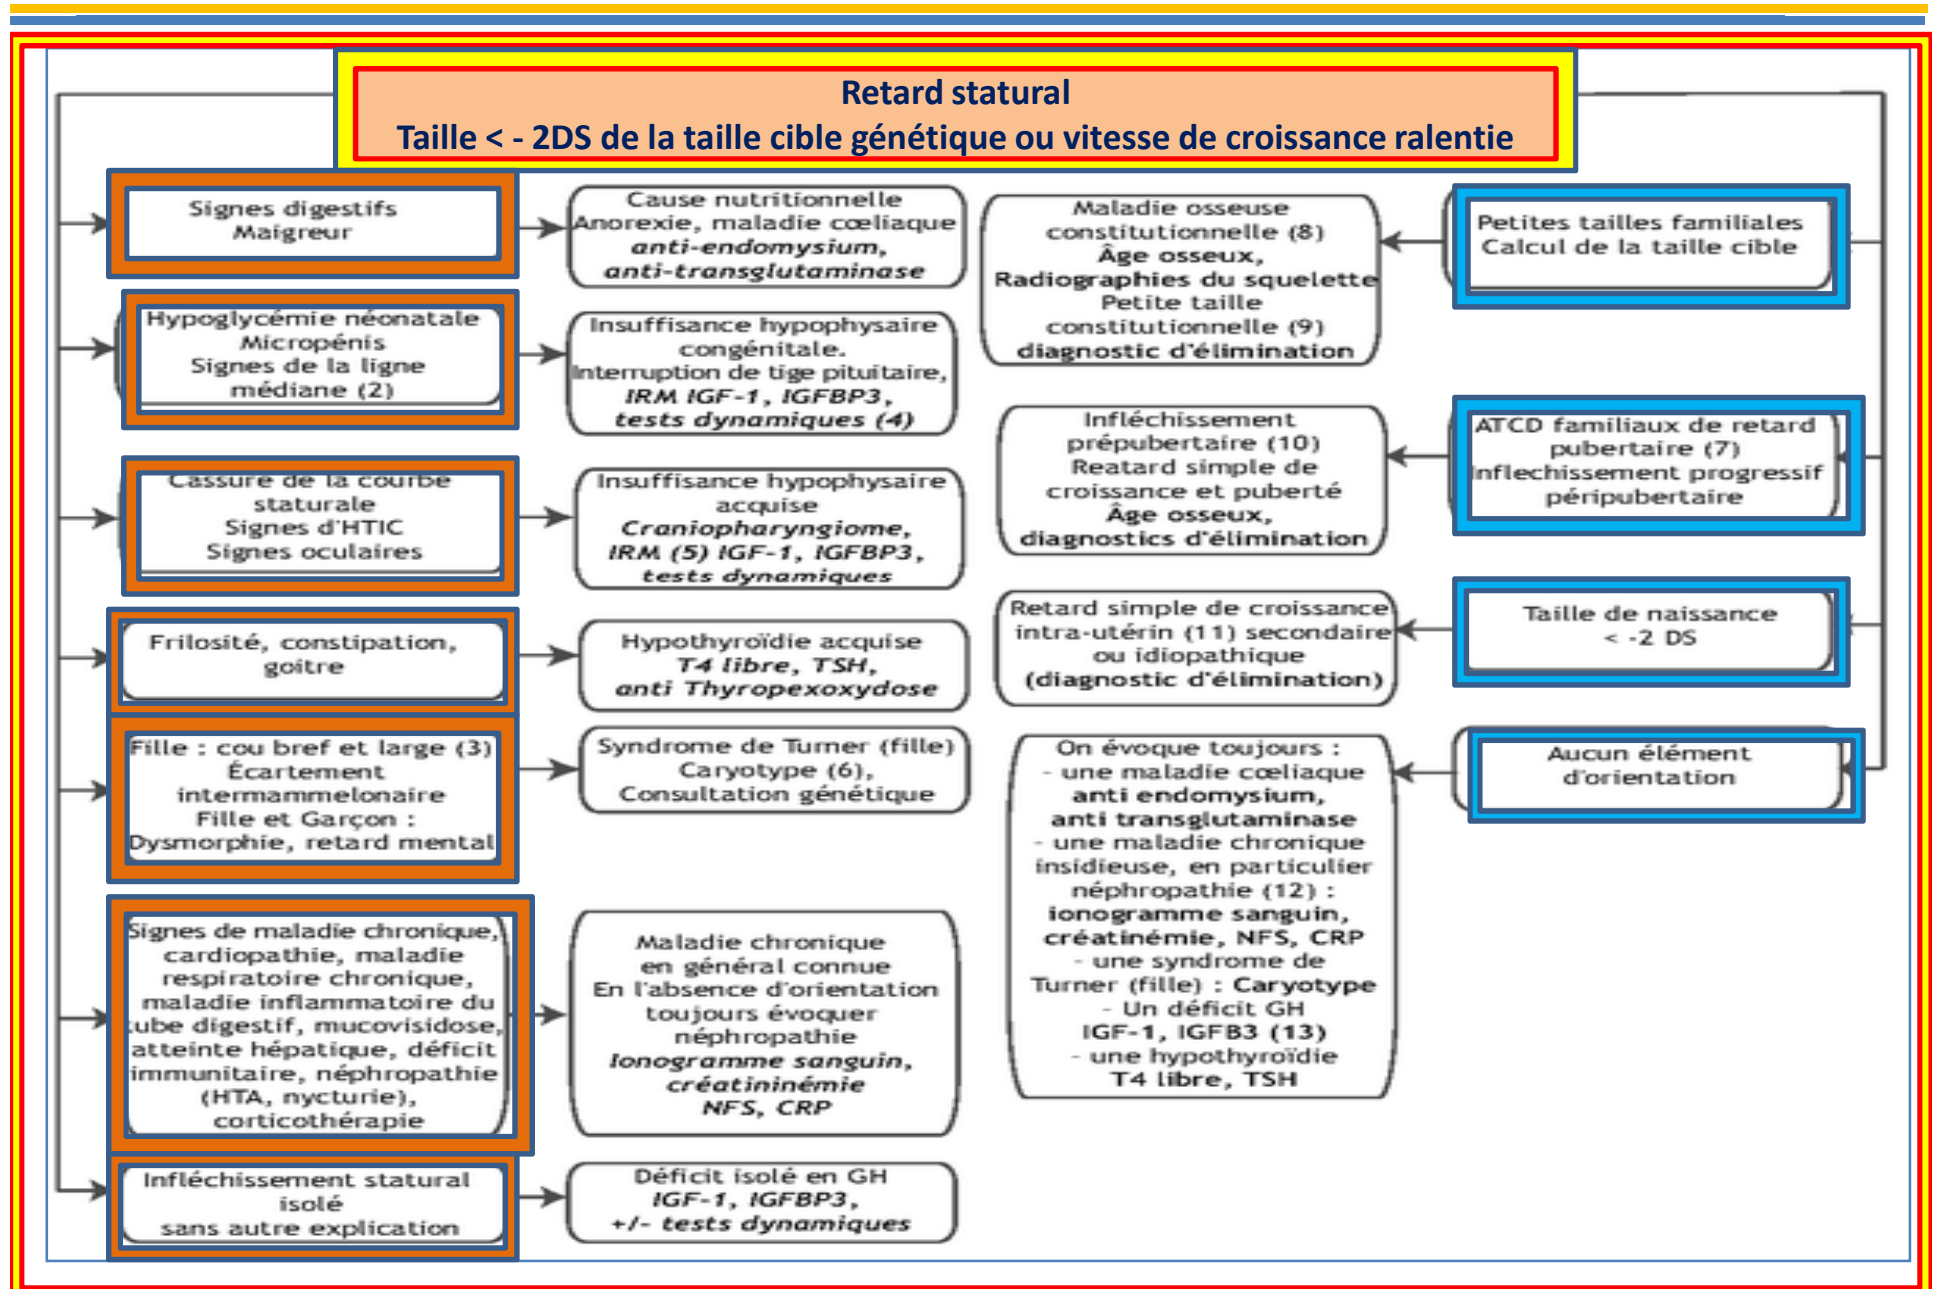 Retard statural
Taille < - 2DS de la taille cible génétique ou vitesse de croissance ralentie
Signes digestifs
Maigreur
Cause nutritionnelle
Anorexie, maladie cœliaque
anti-endomysium,
anti-transglutaminase
Hypoglycémie néonatale
Micropénis
Signes de la ligne
médiane (2)
Insuffisance hypophysaire
congénitale.
Interruption de tige pituitaire,
IRM IGF-1, IGFBP3,
tests dynamiques (4)
Cassure de la courbe
staturale
Signes d'HTIC
Signes oculaires
Insuffisance hypophysaire
acquise
Craniopharyngiome,
IRM (5) IGF-1, IGFBP3,
tests dynamiques
Frilosité, constipation,
goitre
Hypothyroïdie acquise
T4 libre, TSH,
anti Thyropexoxydose
Fille : cou bref et large (3)
Écartement
intermammelonaire
Fille et Garçon :
Dysmorphie, retard mental
Syndrome de Turner (fille)
Caryotype (6),
Consultation génétique
Signes de maladie chronique,
cardiopathie, maladie
respiratoire chronique,
maladie inflammatoire du
tube digestif, mucovisidose,
atteinte hépatique, déficit
immunitaire, néphropathie
(HTA, nycturie),
corticothérapie
Maladie chronique
en général connue
En l'absence d'orientation
toujours évoquer
néphropathie
Ionogramme sanguin,
créatininémie
NFS, CRP
Infléchissement statural
isolé
sans autre explication
Déficit isolé en GH
IGF-1, IGFBP3,
+/- tests dynamiques
Maladie osseuse
constitutionnelle (8)
Âge osseux,
Radiographies du squelette
Petite taille
constitutionnelle (9)
diagnostic d'élimination
Petites tailles familiales
Calcul de la taille cible
Infléchissement
prépubertaire (10)
Reatard simple de
croissance et puberté
Âge osseux,
diagnostics d'élimination
ATCD familiaux de retard
pubertaire (7)
Inflechissement progressif
péripubertaire
Retard simple de croissance
intra-utérin (11) secondaire
ou idiopathique
(diagnostic d'élimination)
Taille de naissance
< -2 DS
On évoque toujours :
- une maladie cœliaque
anti endomysium,
anti transglutaminase
- une maladie chronique
insidieuse, en particulier
néphropathie (12) :
ionogramme sanguin,
créatinémie, NFS, CRP
- une syndrome de
Turner (fille) : Caryotype
- Un déficit GH
IGF-1, IGFB3 (13)
- une hypothyroïdie
T4 libre, TSH
Aucun élément
d'orientation